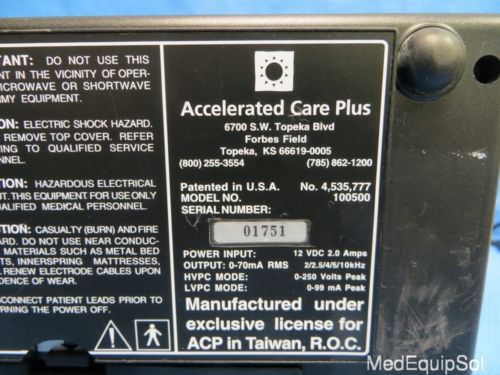 TANT: DO NOT USE THIS
ENT IN THE VICINITY OF OPER-
MICROWAVE OR SHORTWAVE
RMY EQUIPMENT.
ON: ELECTRIC SHOCK HAZARD.
REMOVE TOP COVER. REFER
NG TO QUALIFIED SERVICE
NNEL.
TION: HAZARDOUS ELECTRICAL
UT. THIS EQUIPMENT FOR USE ONLY
QUALIFIED MEDICAL PERSONNEL.
TION: CASUALTY (BURN) AND FIRE
ARD. DO NOT USE NEAR CONDUC-
MATERIALS SUCH AS METAL BED
TS, INNERSPRING MATTRESSES,
. RENEW ELECTRODE CABLES UPON
DENCE OF WEAR.
CONNECT PATIENT LEADS PRIOR TO
RNING THE POWER OFF.
Accelerated Care Plus
6700 S.W. Topeka Blvd
Forbes Field
Topeka, KS 66619-0005
(800) 255-3554 (785) 862-1200
Patented in U.S.A. No. 4,535,777
MODEL NO. 100500
SERIAL NUMBER:
01751
POWER INPUT: 12 VDC 2.0 Amps
OUTPUT: 0-70mA RMS 2/2.5/4/5/10kHz
HVPC MODE: 0-250 Volts Peak
LVPC MODE: 0-99 mA Peak
Manufactured under
exclusive license for
ACP in Taiwan, R.O.C.
MedEquipSol